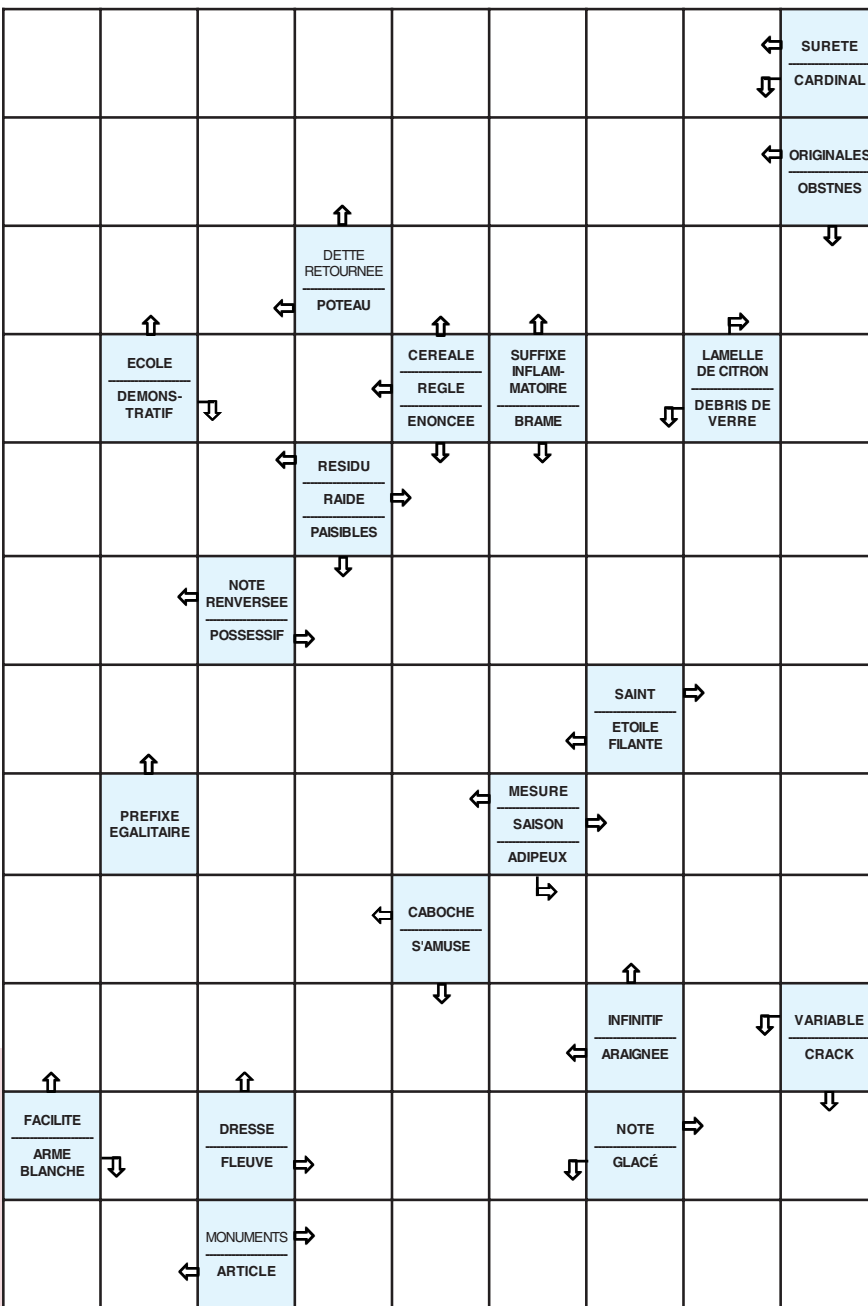 SURETE
CARDINAL
ORIGINALES
OBSTNES
DETTE
RETOURNEE
POTEAU
ECOLE
DEMONS-
TRATIF
CEREALE
REGLE
ENONCEE
SUFFIXE
INFLAM-
MATOIRE
BRAME
LAMELLE
DE CITRON
DEBRIS DE
VERRE
RESIDU
RAIDE
PAISIBLES
NOTE
RENVERSEE
POSSESSIF
SAINT
ETOILE
FILANTE
PREFIXE
EGALITAIRE
MESURE
SAISON
ADIPEUX
CABOCHE
S'AMUSE
INFINITIF
ARAIGNEE
VARIABLE
CRACK
FACILITE
ARME
BLANCHE
DRESSE
FLEUVE
NOTE
GLACÉ
MONUMENTS
ARTICLE